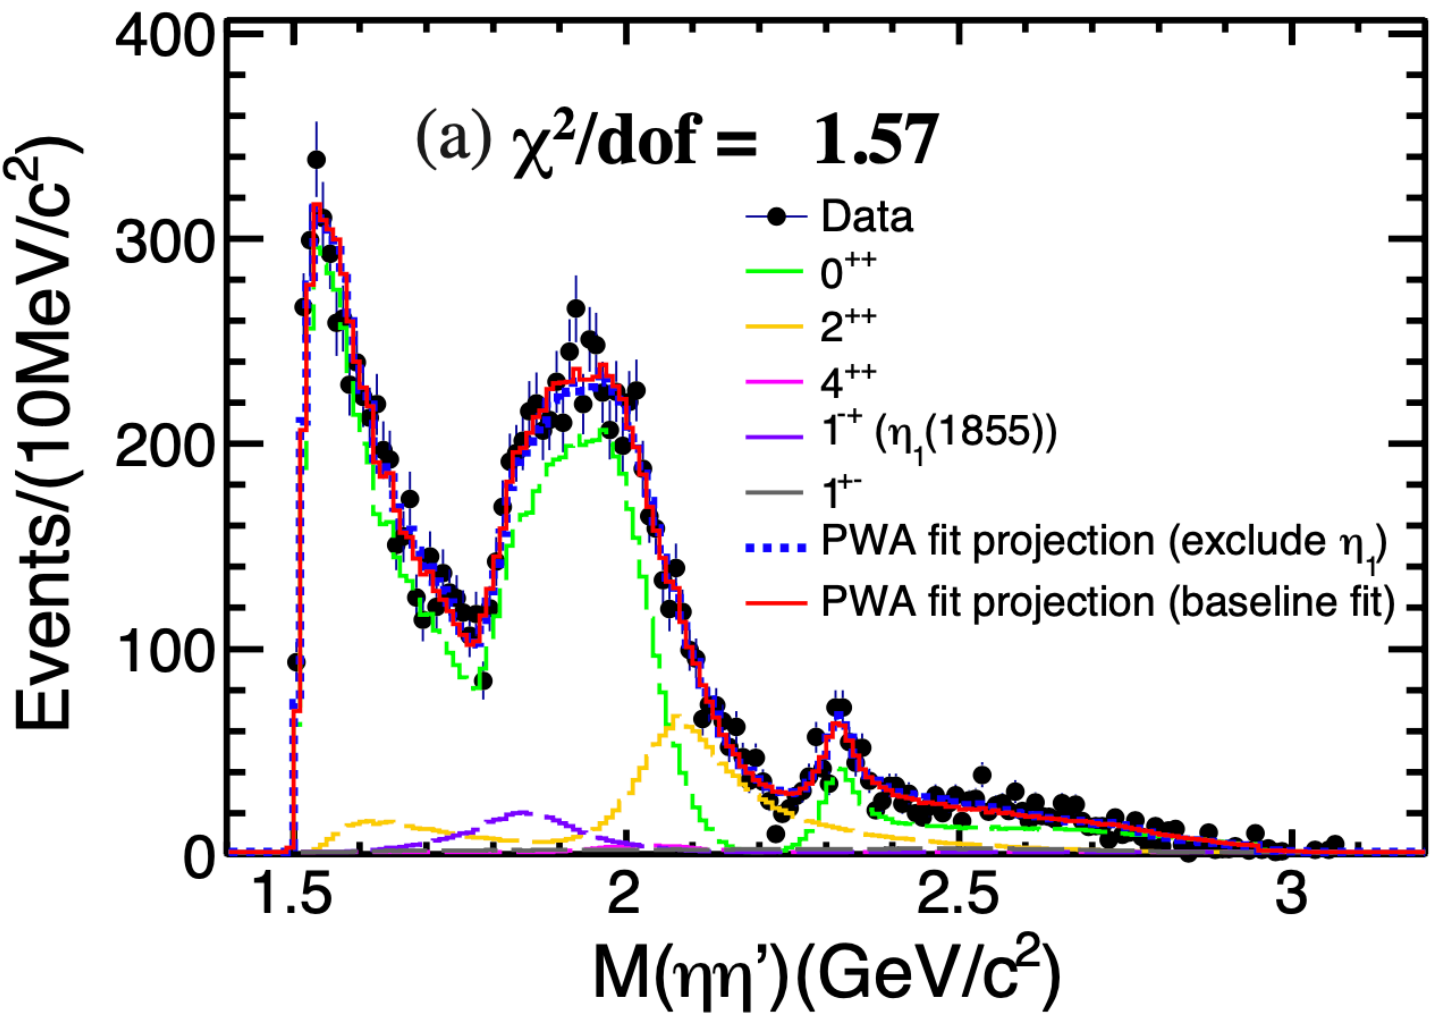 400
300
200
100
0
Events/(10MeV/c²)
(a) χ²/dof = 1.57
Data
0⁺⁺
2⁺⁺
4⁺⁺
1⁻⁺ (η₁(1855))
1⁺⁻
PWA fit projection (exclude η₁)
PWA fit projection (baseline fit)
1.5 2 2.5 3
M(ηη’)(GeV/c²)